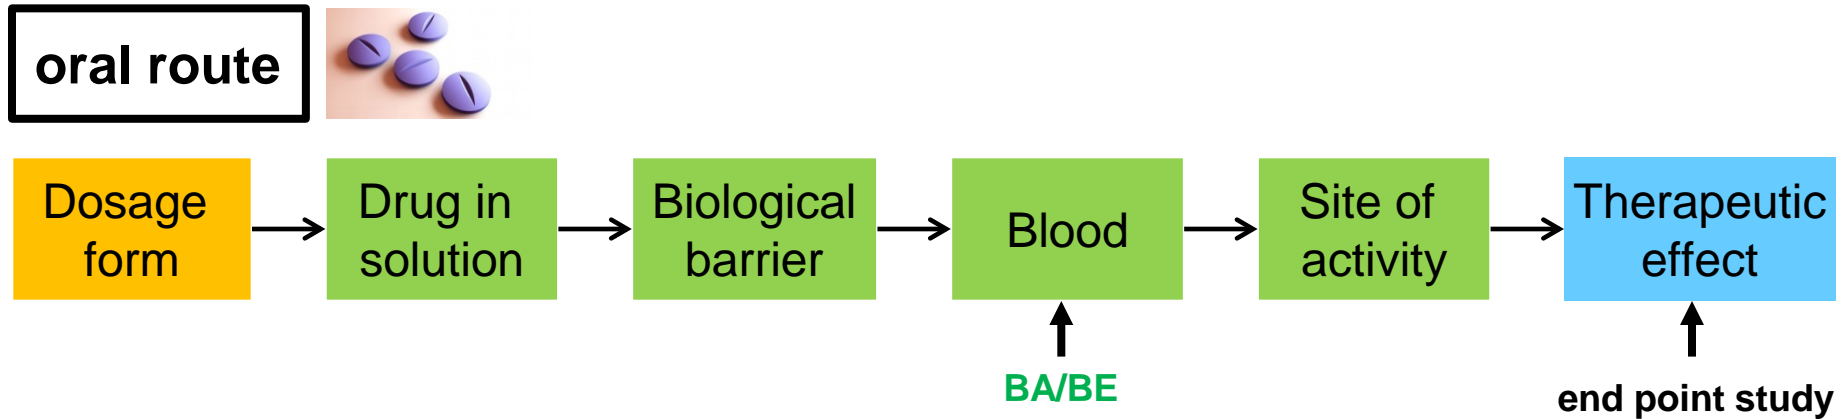 oral route
Dosage
form
Drug in
solution
Biological
barrier
Blood
Site of
activity
Therapeutic
effect
BA/BE
end point study